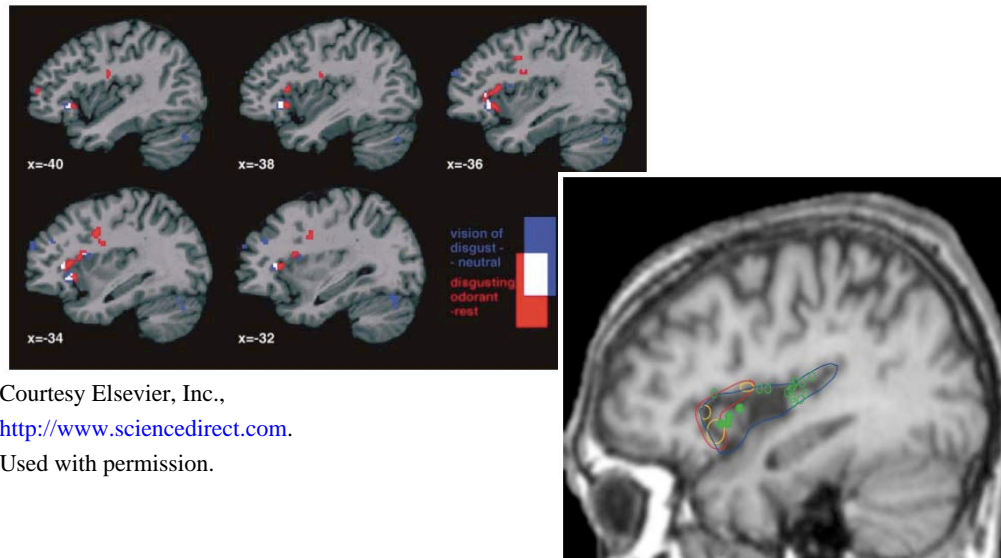 x=-40
x=-38
x=-36
x=-34
x=-32
vision of
disgust -
- neutral
disgusting
odorant
-rest
Courtesy Elsevier, Inc.,
http://www.sciencedirect.com.
Used with permission.